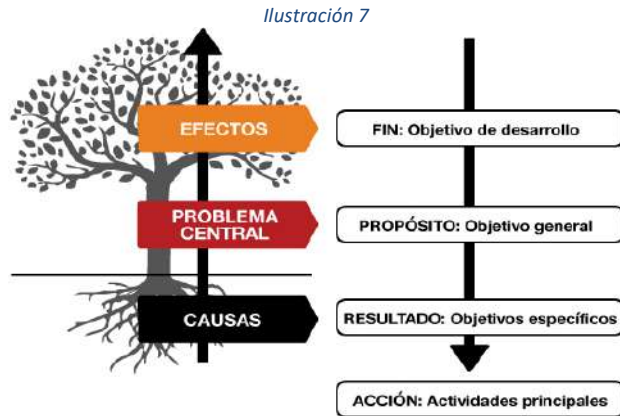 Ilustración 7
EFECTOS
FIN: Objetivo de desarrollo
PROBLEMA
CENTRAL
PROPÓSITO: Objetivo general
CAUSAS
RESULTADO: Objetivos específicos
ACCIÓN: Actividades principales